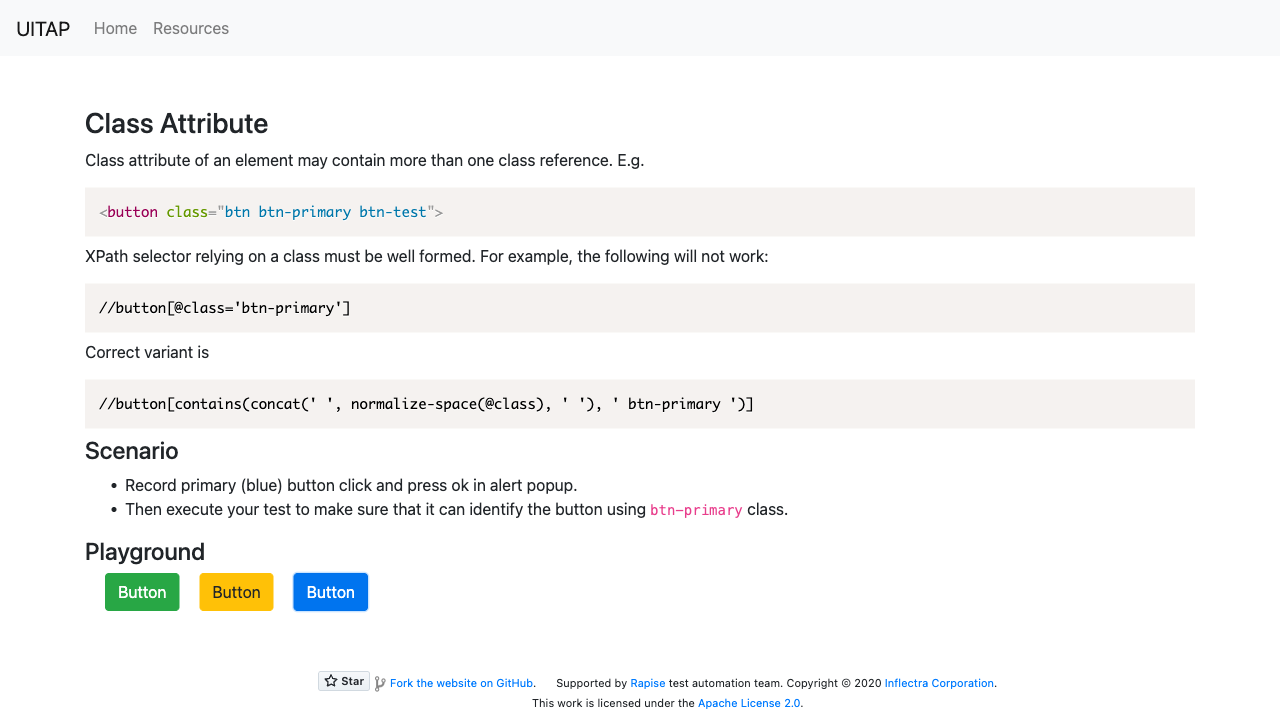 UITAP Home Resources
Class Attribute
Class attribute of an element may contain more than one class reference. E.g.
<button class="btn btn-primary btn-test">
XPath selector relying on a class must be well formed. For example, the following will not work:
//button[@class='btn-primary']
Correct variant is
//button[contains(concat(' ', normalize-space(@class), ' '), ' btn-primary ')]
Scenario
• Record primary (blue) button click and press ok in alert popup.
• Then execute your test to make sure that it can identify the button using btn-primary class.
Playground
Button Button Button
Star Fork the website on GitHub. Supported by Rapise test automation team. Copyright © 2020 Inflectra Corporation.
This work is licensed under the Apache License 2.0.